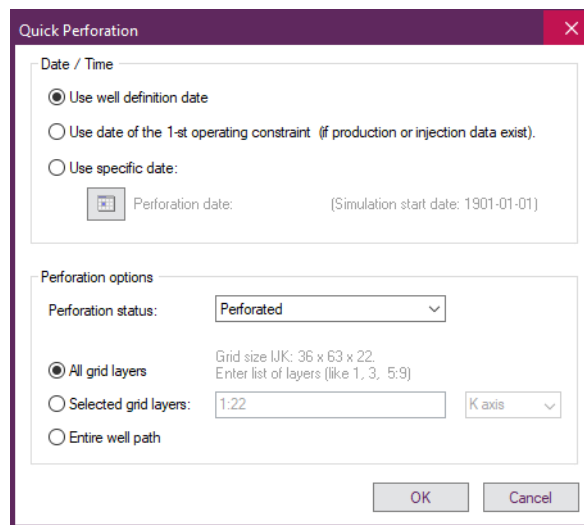 Quick Perforation
Date / Time
Use well definition date
Use date of the 1-st operating constraint (if production or injection data exist).
Use specific date:
Perforation date: (Simulation start date: 1901-01-01)
Perforation options
Perforation status: Perforated
Grid size IJK: 36 x 63 x 22.
All grid layers Enter list of layers (like 1, 3, 5:9)
Selected grid layers: 1:22 K axis
Entire well path
OK Cancel